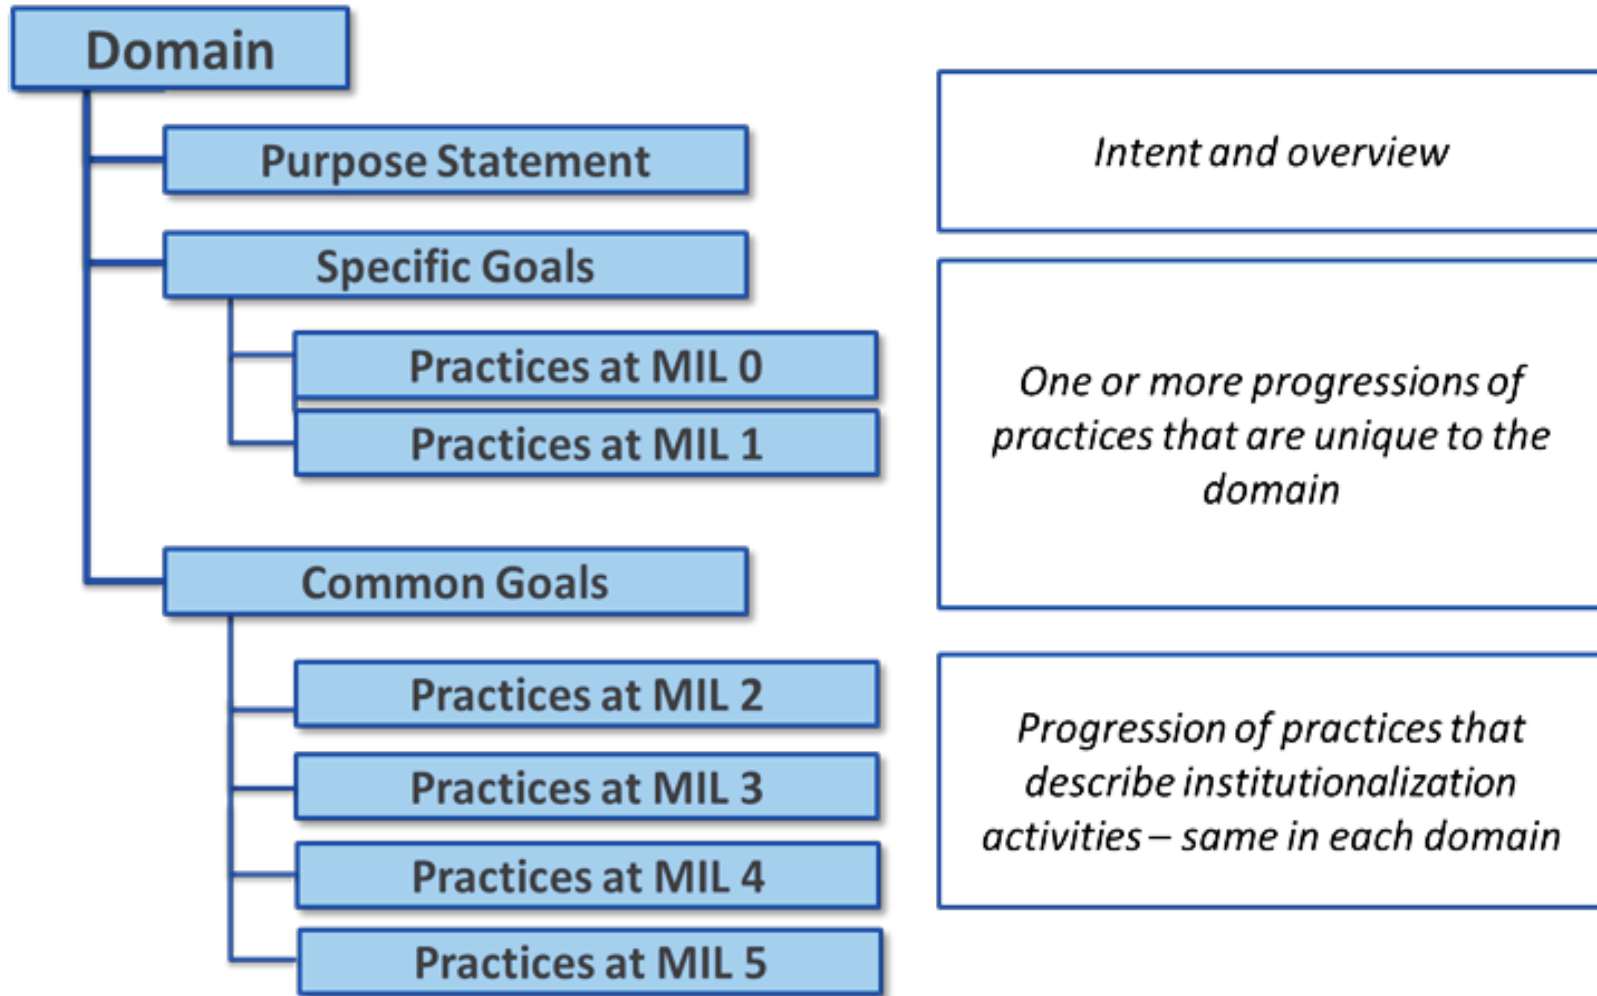 Domain
Purpose Statement
Intent and overview
Specific Goals
Practices at MIL 0
Practices at MIL 1
One or more progressions of
practices that are unique to the
domain
Common Goals
Practices at MIL 2
Practices at MIL 3
Practices at MIL 4
Practices at MIL 5
Progression of practices that
describe institutionalization
activities – same in each domain